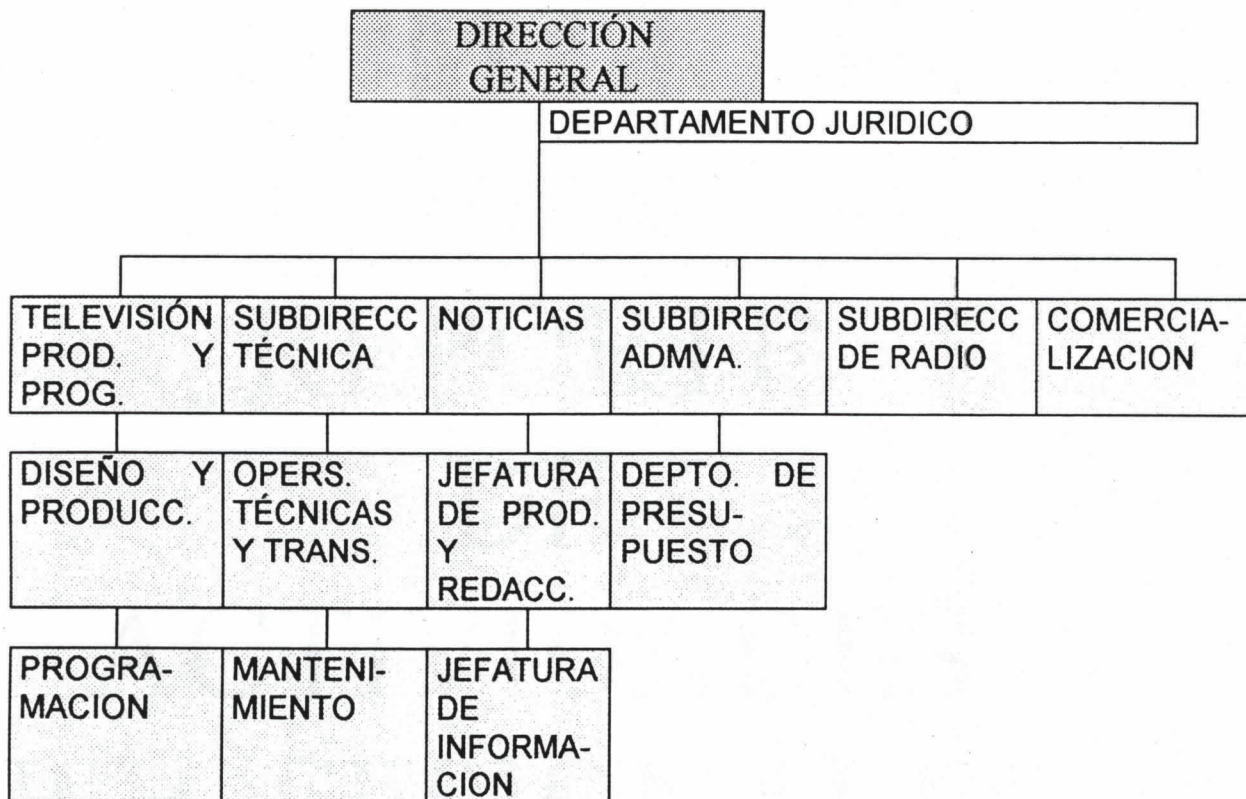 DIRECCIÓN
GENERAL
DEPARTAMENTO JURIDICO
TELEVISIÓN
PROD. Y
PROG.
SUBDIRECC
TÉCNICA
NOTICIAS
SUBDIRECC
ADMVA.
SUBDIRECC
DE RADIO
COMERCIA-
LIZACION
DISEÑO Y
PRODUCC.
OPERS.
TÉCNICAS
Y TRANS.
JEFATURA
DE PROD.
Y
REDACC.
DEPTO. DE
PRESU-
PUESTO
PROGRA-
MACION
MANTENI-
MIENTO
JEFATURA
DE
INFORMA-
CION